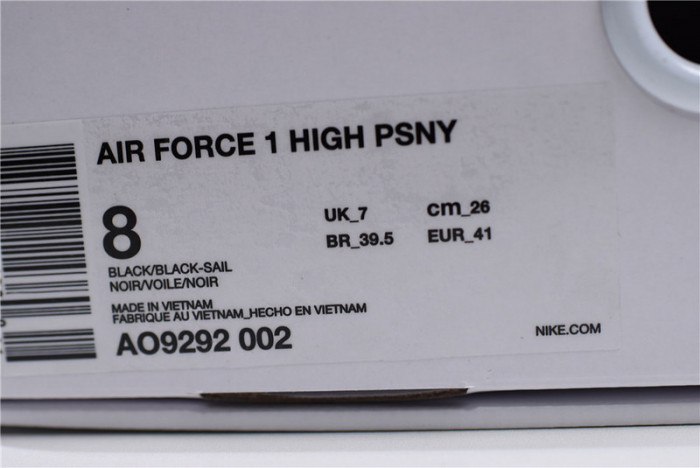 AIR FORCE 1 HIGH PSNY
8
UK_7 cm_26
BR_39.5 EUR_41
BLACK/BLACK-SAIL
NOIR/VOILE/NOIR
MADE IN VIETNAM
FABRIQUE AU VIETNAM_HECHO EN VIETNAM
AO9292 002
NIKE.COM